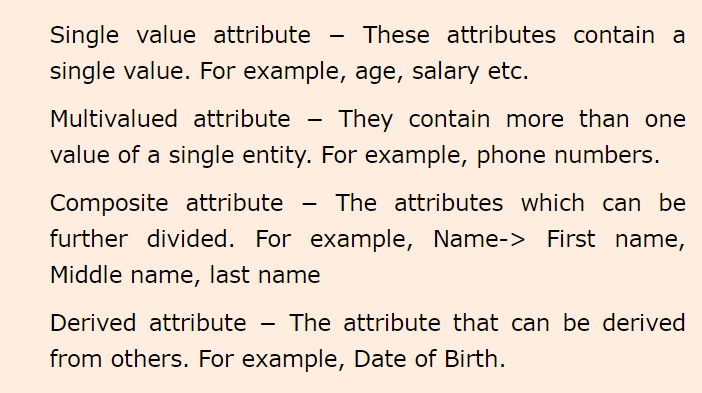 Single value attribute – These attributes contain a
single value. For example, age, salary etc.
Multivalued attribute – They contain more than one
value of a single entity. For example, phone numbers.
Composite attribute – The attributes which can be
further divided. For example, Name-> First name,
Middle name, last name
Derived attribute – The attribute that can be derived
from others. For example, Date of Birth.